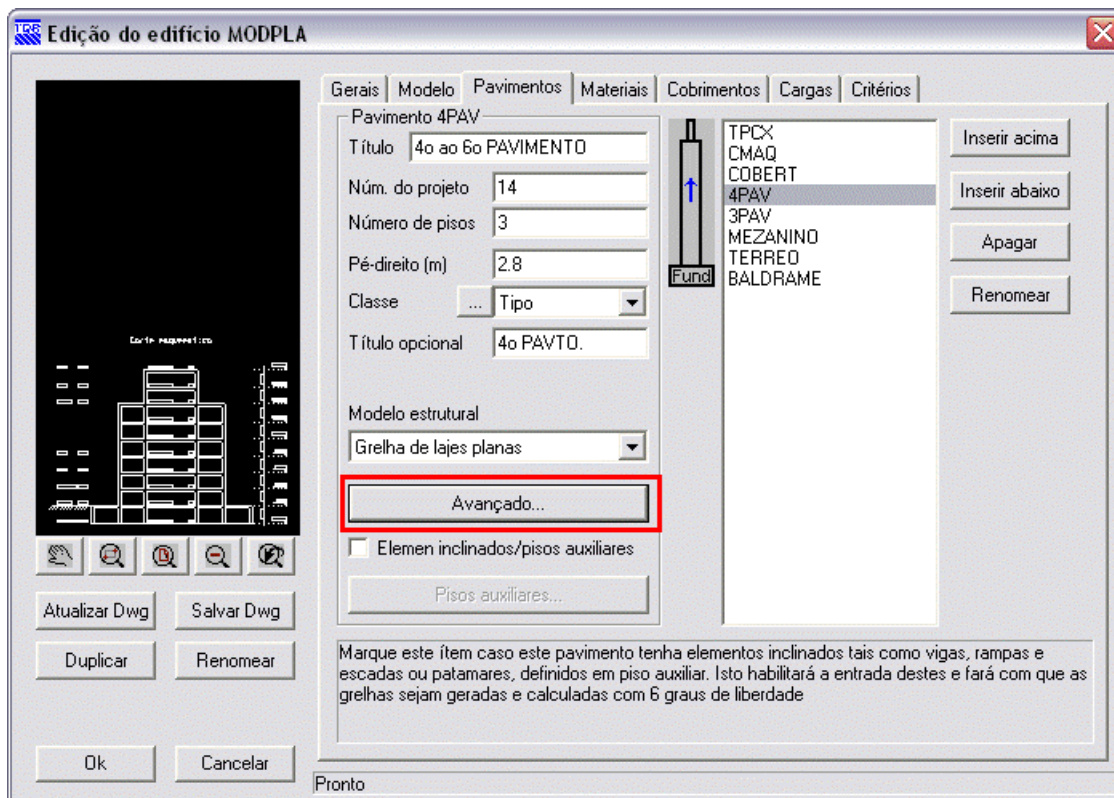 TQS Edição do edifício MODPLA
Gerais Modelo Pavimentos Materiais Cobrimentos Cargas Critérios
Pavimento 4PAV
Título 4o ao 6o PAVIMENTO
Núm. do projeto 14
Número de pisos 3
Pé-direito (m) 2.8
Classe ... Tipo
Título opcional 4o PAVTO.
Modelo estrutural
Grelha de lajes planas
Avançado...
Elemen inclinados/pisos auxiliares
Pisos auxiliares...
Fund
TPCX
CMAQ
COBERT
4PAV
3PAV
MEZANINO
TERREO
BALDRAME
Inserir acima
Inserir abaixo
Apagar
Renomear
Corte esquemático
Atualizar Dwg Salvar Dwg
Duplicar Renomear
Marque este ítem caso este pavimento tenha elementos inclinados tais como vigas, rampas e
escadas ou patamares, definidos em piso auxiliar. Isto habilitará a entrada destes e fará com que as
grelhas sejam geradas e calculadas com 6 graus de liberdade
Ok Cancelar
Pronto